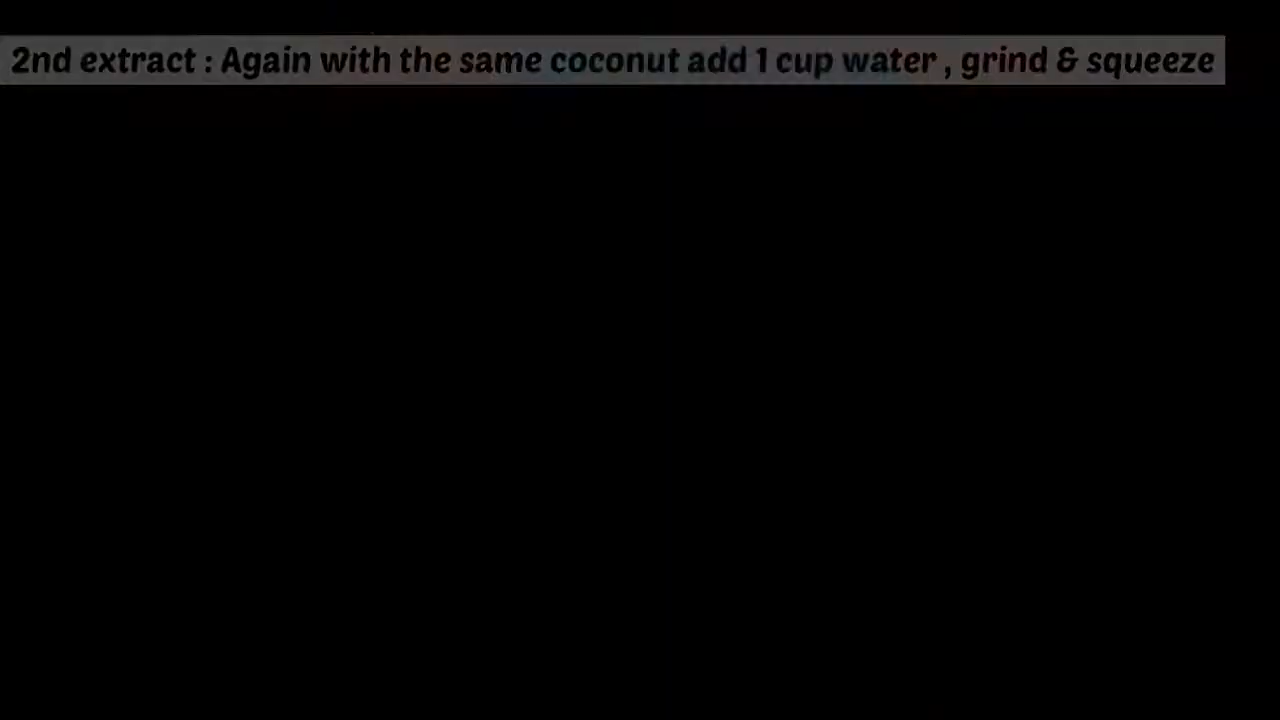 2nd extract : Again with the same coconut add 1 cup water , grind & squeeze